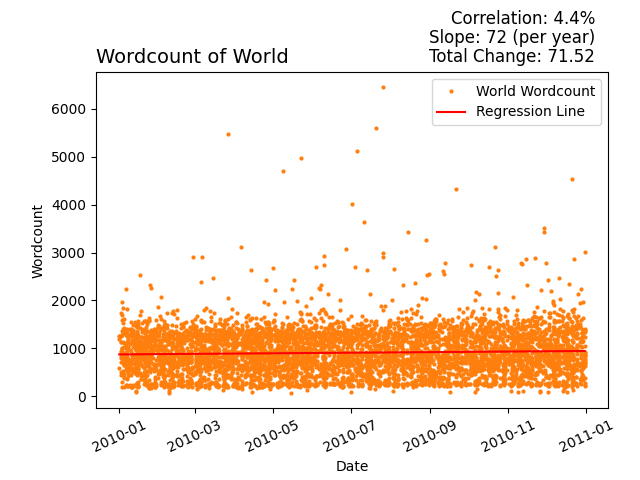 Correlation: 4.4%
Slope: 72 (per year)
Total Change: 71.52
Wordcount of World
World Wordcount
Regression Line
Wordcount
6000
5000
4000
3000
2000
1000
0
2010-01
2010-03
2010-05
2010-07
2010-09
2010-11
2011-01
Date